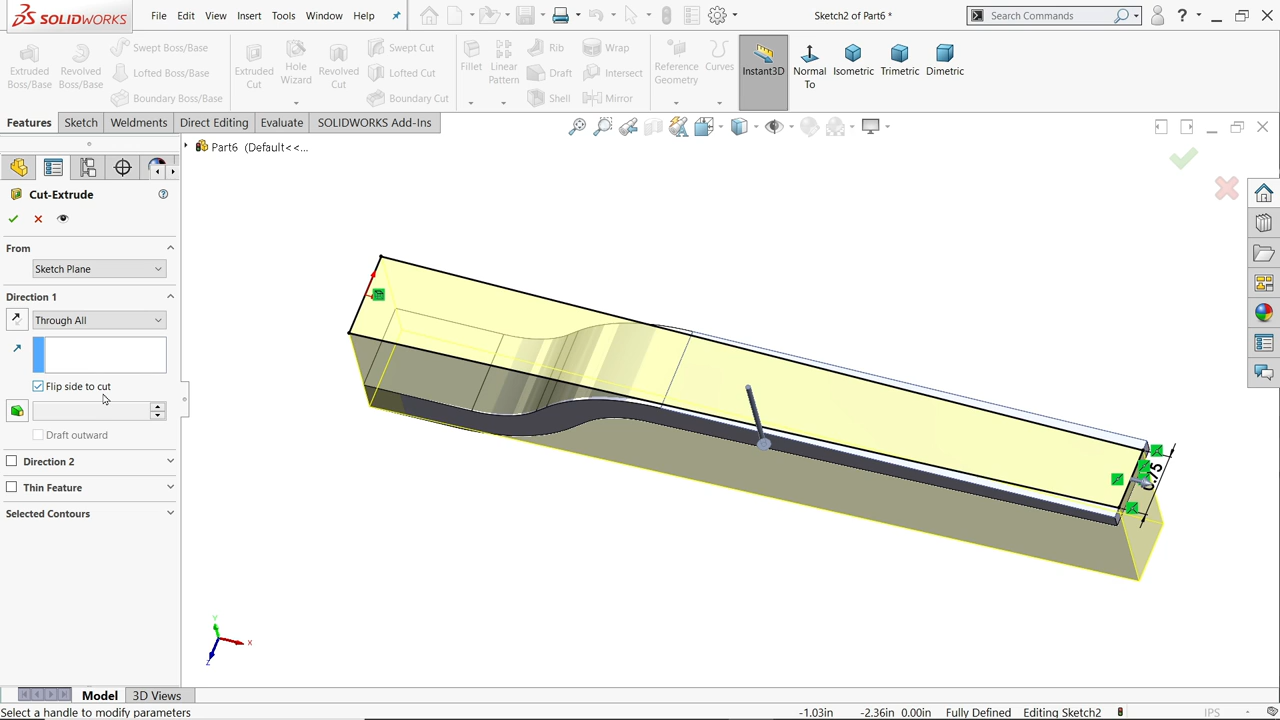 SOLIDWORKS
File Edit View Insert Tools Window Help
Sketch2 of Part6 *
Search Commands
Extruded Boss/Base
Revolved Boss/Base
Swept Boss/Base
Lofted Boss/Base
Boundary Boss/Base
Extruded Cut
Hole Wizard
Revolved Cut
Swept Cut
Lofted Cut
Boundary Cut
Fillet
Linear Pattern
Rib
Draft
Shell
Wrap
Intersect
Mirror
Reference Geometry
Curves
Instant3D
Normal To
Isometric
Trimetric
Dimetric
Features Sketch Weldments Direct Editing Evaluate SOLIDWORKS Add-Ins
Part6 (Default<<...
Cut-Extrude
From
Sketch Plane
Direction 1
Through All
Flip side to cut
Draft outward
Direction 2
Thin Feature
Selected Contours
0.75
Y
X
Z
Model 3D Views
Select a handle to modify parameters
-1.03in -2.36in 0.00in Fully Defined Editing Sketch2 IPS